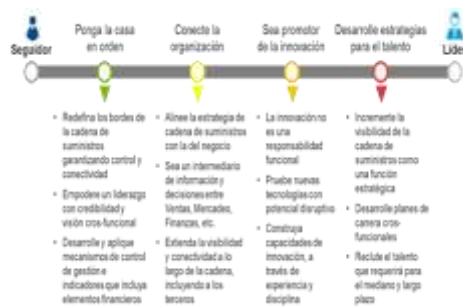 Seguidor
Ponga la casa
en orden
Conecte la
organización
Sea promotor
de la innovación
Desarrolle estrategias
para el talento
Líder
• Redefina los bordes de
la cadena de
suministros
garantizando control y
conectividad
• Empodere un liderazgo
con credibilidad y
visión cros-funcional
• Desarrolle y aplique
mecanismos de control
de gestión e
indicadores que incluya
elementos financieros
• Alinee la estrategia de
cadena de suministros
con la del negocio
• Sea un intermediario
de información y
decisiones entre
Ventas, Mercadeo,
Finanzas, etc.
• Extienda la visibilidad
y conectividad a lo
largo de la cadena,
incluyendo a los
terceros
• La innovación no
es una
responsabilidad
funcional
• Pruebe nuevas
tecnologías con
potencial disruptivo
• Construya
capacidades de
innovación, a
través de
experiencia y
disciplina
• Incremente la
visibilidad de la
cadena de
suministros como
una función
estratégica
• Desarrolle planes de
carrera cros-
funcionales
• Reclute el talento
que requerirá para
el mediano y largo
plazo